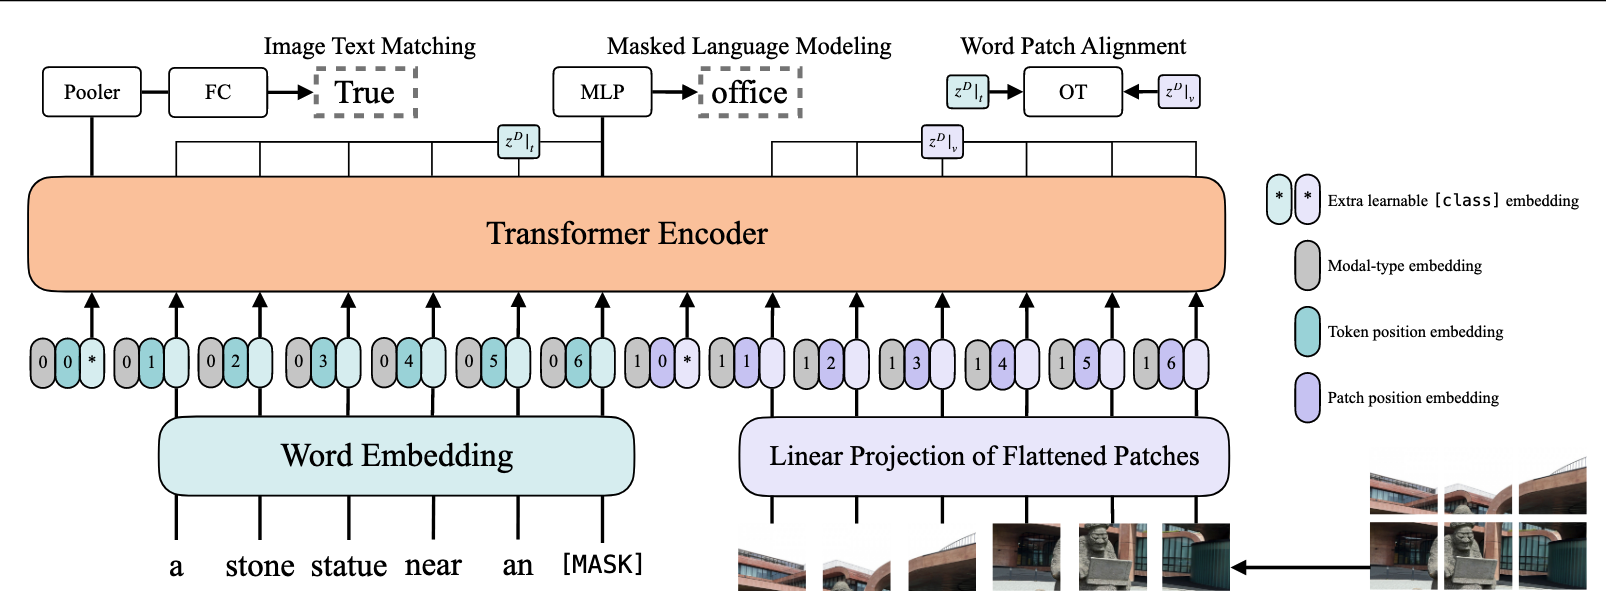 Image Text Matching
Masked Language Modeling
Word Patch Alignment
Pooler
FC
True
MLP
office
z^D|_t
OT
z^D|_v
z^D|_t
z^D|_v
Transformer Encoder
* * Extra learnable [class] embedding
Modal-type embedding
Token position embedding
Patch position embedding
0 0 * 0 1 0 2 0 3 0 4 0 5 0 6 1 0 * 1 1 1 2 1 3 1 4 1 5 1 6
Word Embedding
Linear Projection of Flattened Patches
a stone statue near an [MASK]